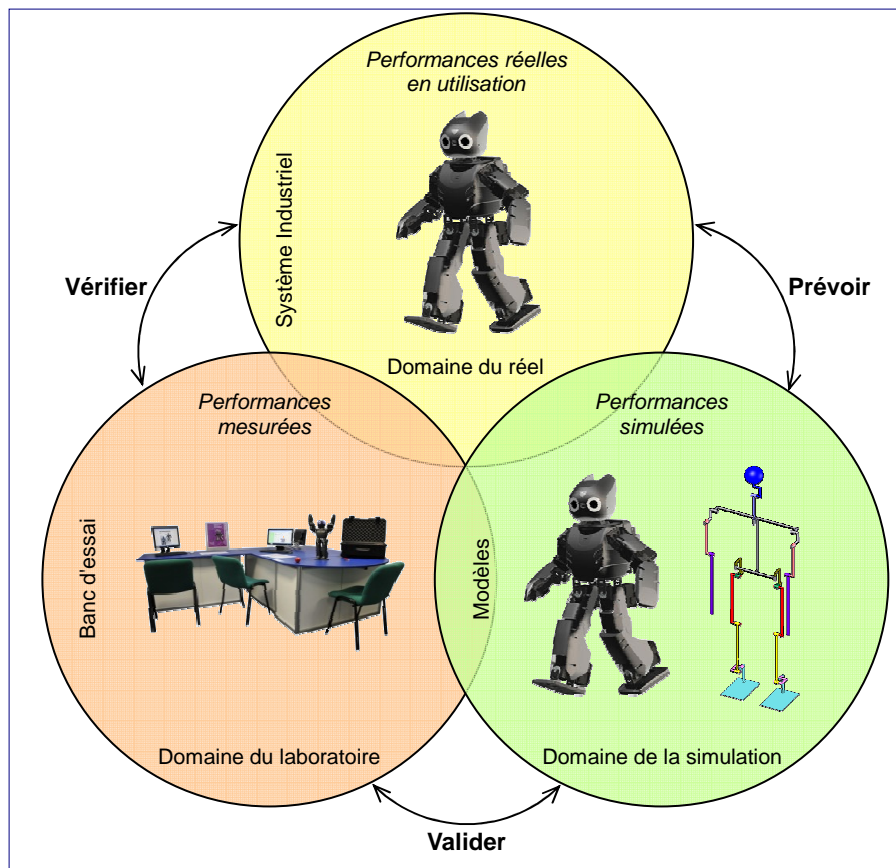 Performances réelles
en utilisation
Système Industriel
Domaine du réel
Vérifier
Prévoir
Performances
mesurées
Banc d'essai
Domaine du laboratoire
Performances
simulées
Modèles
Domaine de la simulation
Valider